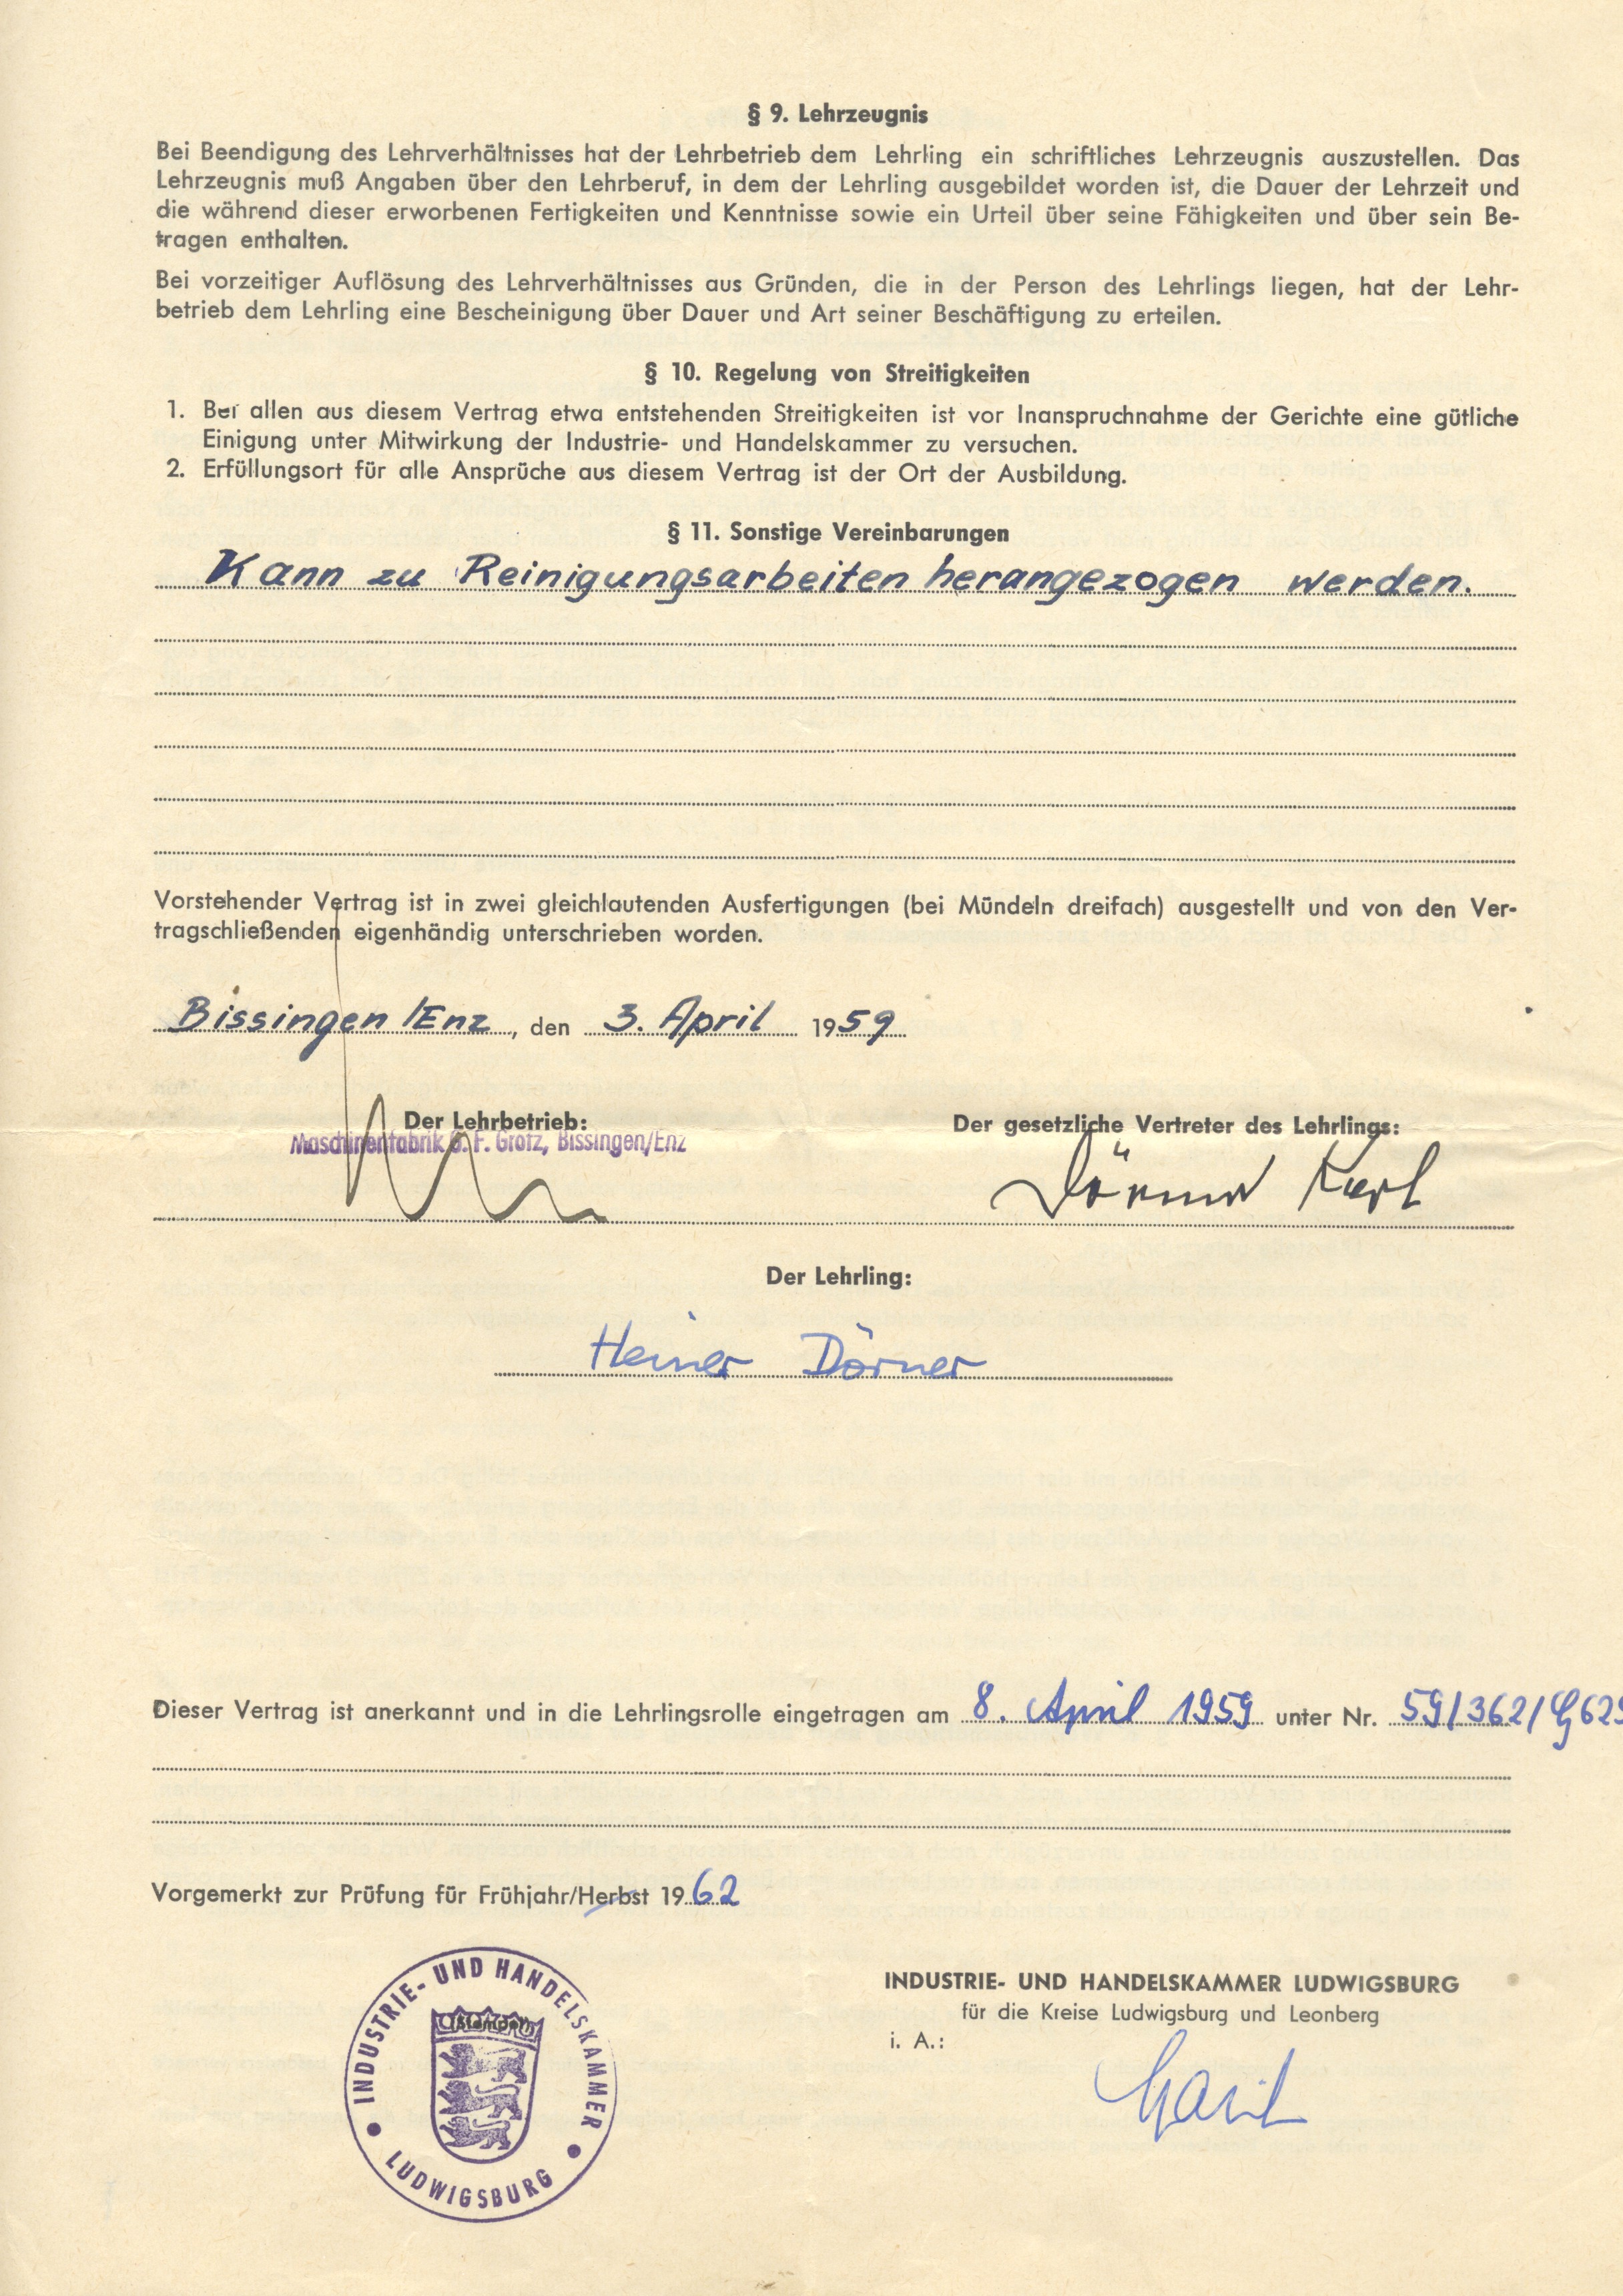 § 9. Lehrzeugnis
Bei Beendigung des Lehrverhältnisses hat der Lehrbetrieb dem Lehrling ein schriftliches Lehrzeugnis auszustellen. Das
Lehrzeugnis muß Angaben über den Lehrberuf, in dem der Lehrling ausgebildet worden ist, die Dauer der Lehrzeit und
die während dieser erworbenen Fertigkeiten und Kenntnisse sowie ein Urteil über seine Fähigkeiten und über sein Be-
tragen enthalten.
Bei vorzeitiger Auflösung des Lehrverhältnisses aus Gründen, die in der Person des Lehrlings liegen, hat der Lehr-
betrieb dem Lehrling eine Bescheinigung über Dauer und Art seiner Beschäftigung zu erteilen.
§ 10. Regelung von Streitigkeiten
1. Bei allen aus diesem Vertrag etwa entstehenden Streitigkeiten ist vor Inanspruchnahme der Gerichte eine gütliche
Einigung unter Mitwirkung der Industrie- und Handelskammer zu versuchen.
2. Erfüllungsort für alle Ansprüche aus diesem Vertrag ist der Ort der Ausbildung.
§ 11. Sonstige Vereinbarungen
Kann zu Reinigungsarbeiten herangezogen werden.
Vorstehender Vertrag ist in zwei gleichlautenden Ausfertigungen (bei Mündeln dreifach) ausgestellt und von den Ver-
tragschließenden eigenhändig unterschrieben worden.
Bissingen/Enz, den 3. April 1959
Der Lehrbetrieb: Der gesetzliche Vertreter des Lehrlings:
Maschinenfabrik G. F. Grotz, Bissingen/Enz
Dörner Karl
Der Lehrling:
Heiner Dörner
Dieser Vertrag ist anerkannt und in die Lehrlingsrolle eingetragen am 8. April 1959 unter Nr. 59/362/G629
Vorgemerkt zur Prüfung für Frühjahr/Herbst 1962
INDUSTRIE- UND HANDELSKAMMER
(Stempel)
LUDWIGSBURG
INDUSTRIE- UND HANDELSKAMMER LUDWIGSBURG
für die Kreise Ludwigsburg und Leonberg
i. A.: